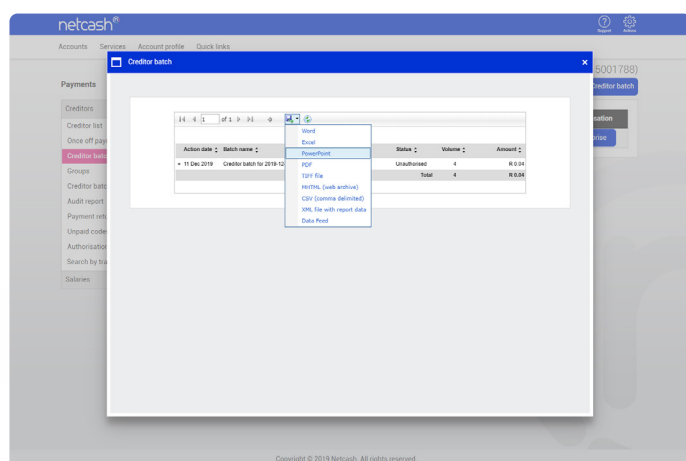 netcash®
Support Actions
Accounts Services Account profile Quick links
Creditor batch ×
5001788)
Payments
Creditor batch
Creditors
Creditor list
Once off pay
Creditor batc
Groups
Creditor batc
Audit report
Payment retu
Unpaid code
Authorisation
Search by tra
Salaries
1 of 1
Word
Excel
PowerPoint
PDF
TIFF file
MHTML (web archive)
CSV (comma delimited)
XML file with report data
Data Feed
Action date Batch name Status Volume Amount
11 Dec 2019 Creditor batch for 2019-12- Unauthorised 4 R 0.04
Total 4 R 0.04
Copyright © 2019 Netcash. All rights reserved.